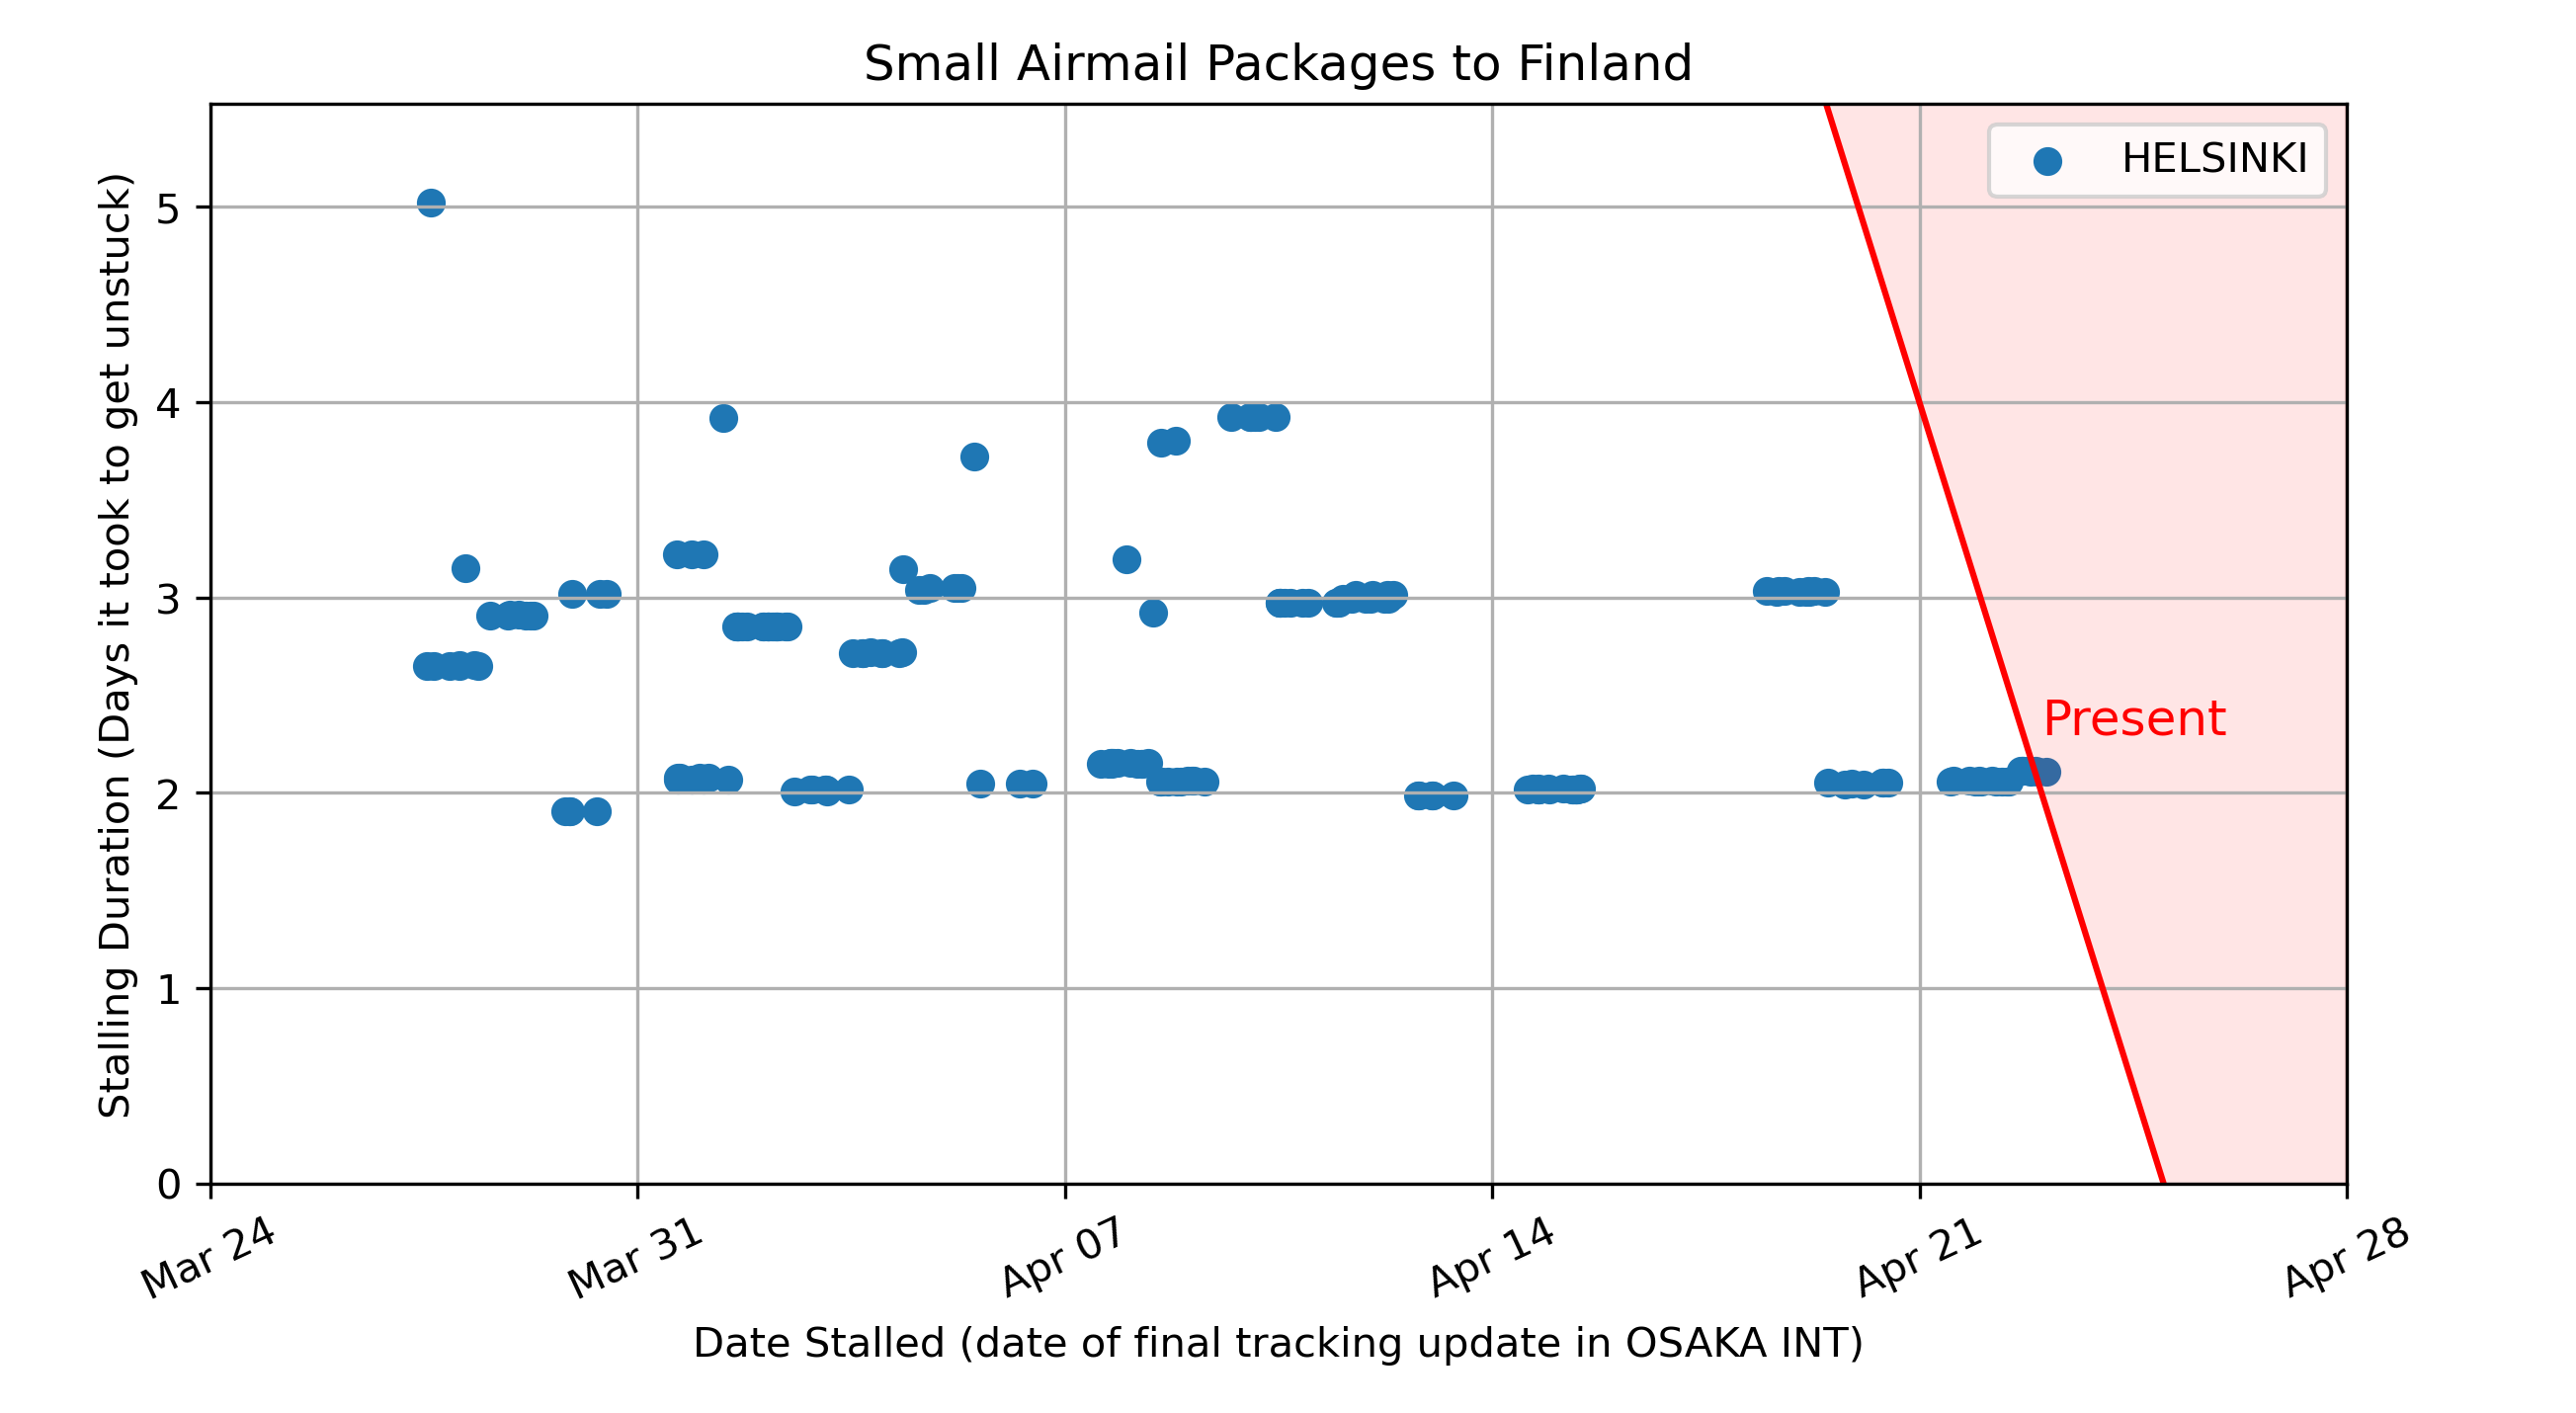 Small Airmail Packages to Finland
HELSINKI
Stalling Duration (Days it took to get unstuck)
5
4
3
2
1
0
Present
Mar 24
Mar 31
Apr 07
Apr 14
Apr 21
Apr 28
Date Stalled (date of final tracking update in OSAKA INT)